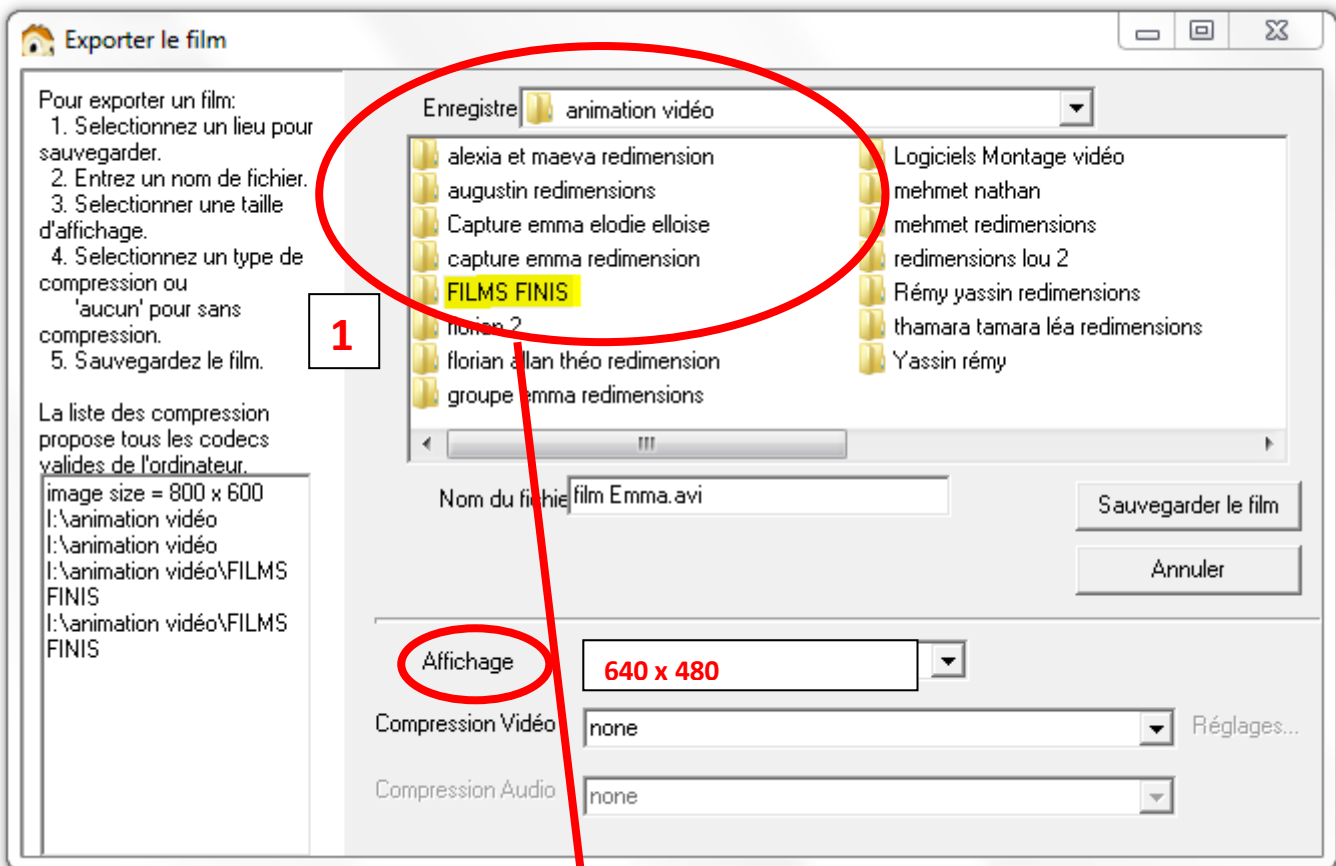 Exporter le film
Pour exporter un film:
1. Selectionnez un lieu pour
sauvegarder.
2. Entrez un nom de fichier.
3. Selectionner une taille
d'affichage.
4. Selectionnez un type de
compression ou
'aucun' pour sans
compression.
5. Sauvegardez le film.
La liste des compression
propose tous les codecs
valides de l'ordinateur.
image size = 800 x 600
I:\animation vidéo
I:\animation vidéo
I:\animation vidéo\FILMS
FINIS
I:\animation vidéo\FILMS
FINIS
1
Enregistre animation vidéo
alexia et maeva redimension
augustin redimensions
Capture emma elodie elloise
capture emma redimension
FILMS FINIS
florian 2
florian allan théo redimension
groupe emma redimensions
Logiciels Montage vidéo
mehmet nathan
mehmet redimensions
redimensions lou 2
Rémy yassin redimensions
thamara tamara léa redimensions
Yassin rémy
Nom du fichie film Emma.avi
Sauvegarder le film
Annuler
Affichage 640 x 480
Compression Vidéo none Réglages...
Compression Audio none